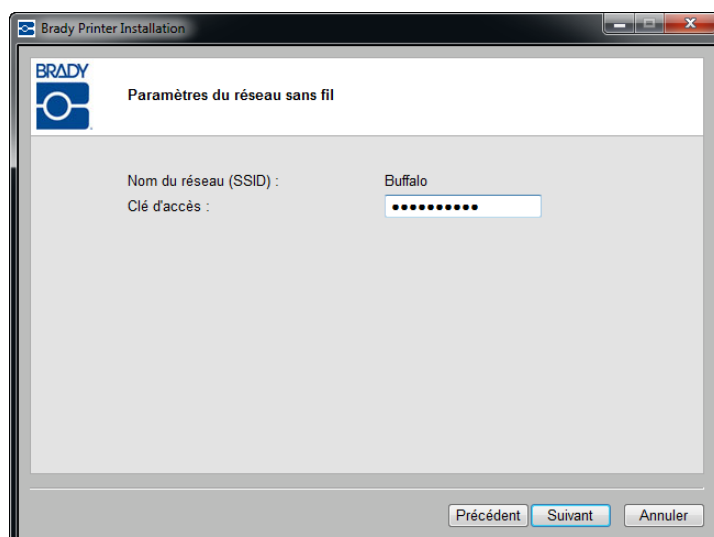 Brady Printer Installation
BRADY
Paramètres du réseau sans fil
Nom du réseau (SSID) : Buffalo
Clé d'accès : ●●●●●●●●●●
Précédent Suivant Annuler